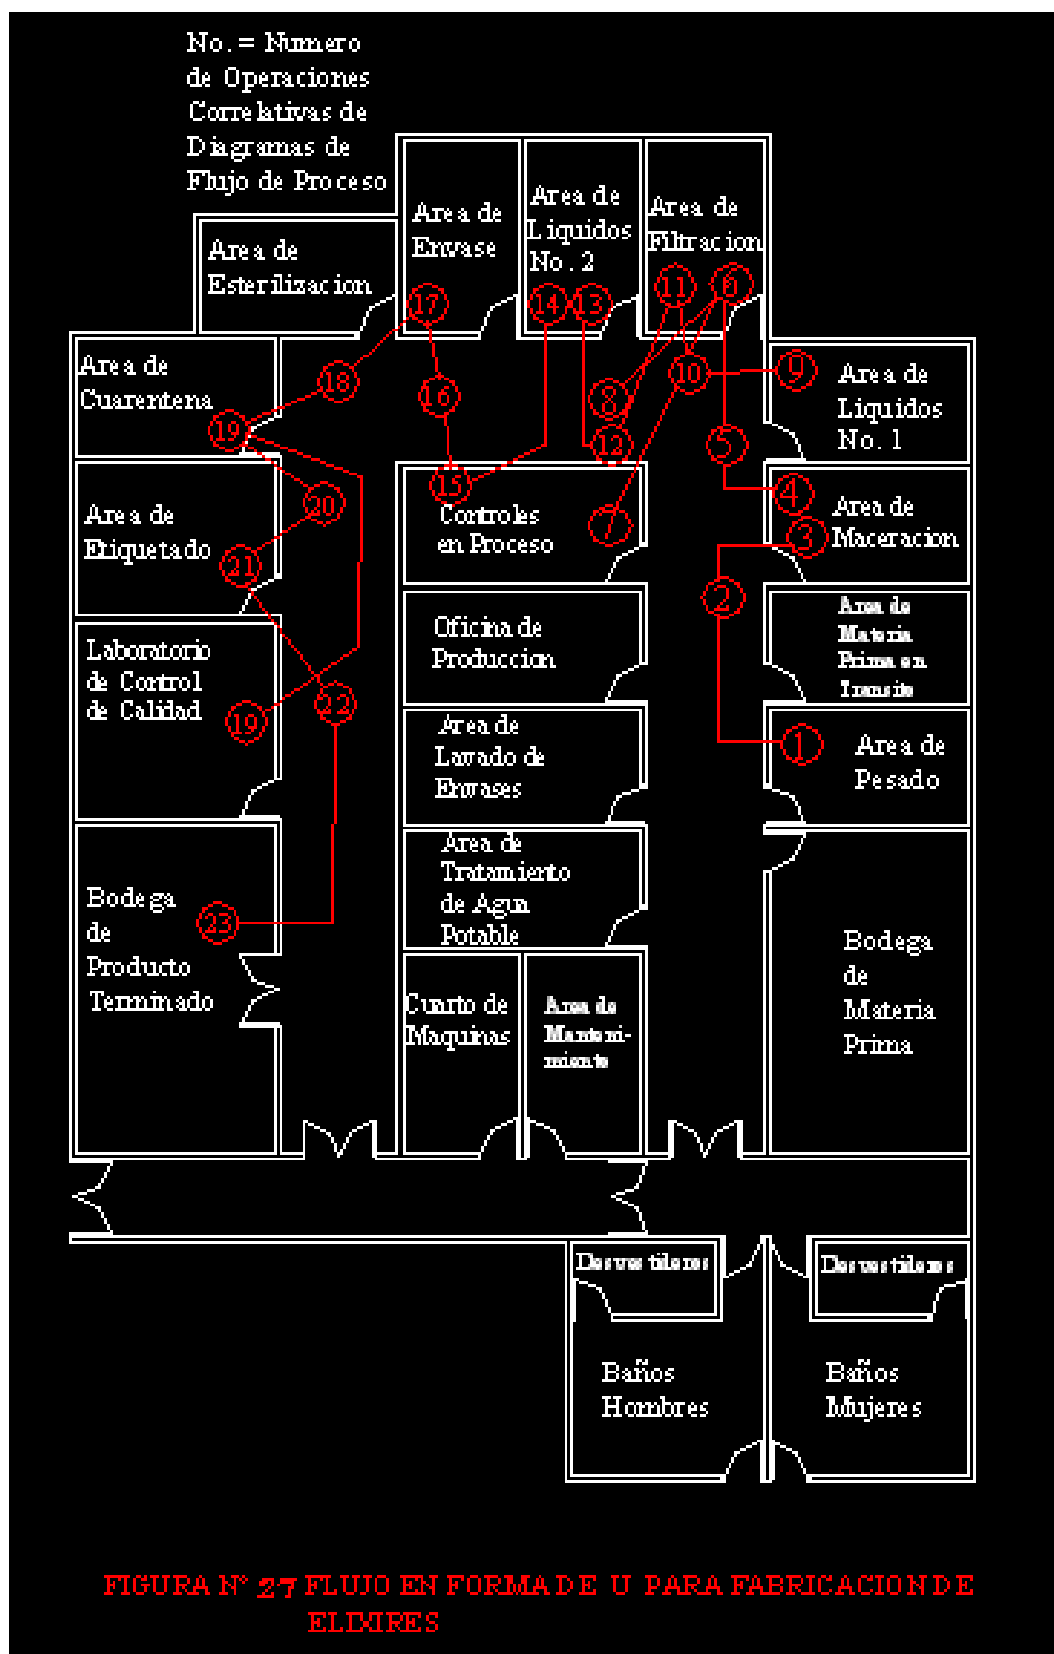 No. = Numero
de Operaciones
Correlativas de
Diagramas de
Flujo de Proceso
Area de
Envase
Area de
Liquidos
No. 2
Area de
Filtracion
Area de
Esterilizacion
17
14
13
11
6
Area de
Cuarentena
18
16
8
10
9
Area de
Liquidos
No. 1
19
12
5
Area de
Etiquetado
20
21
15
Controles
en Proceso
7
4
3
Area de
Maceracion
2
Oficina de
Produccion
Area de
Materia
Prima en
Transito
Laboratorio
de Control
de Calidad
19
22
Area de
Lavado de
Envases
1
Area de
Pesado
Area de
Tratamiento
de Agua
Potable
Bodega
de
Producto
Terminado
23
Bodega
de
Materia
Prima
Cuarto de
Maquinas
Area de
Manteni-
miento
Desvestideros
Desvestideros
Baños
Hombres
Baños
Mujeres
FIGURA Nº 27 FLUJO EN FORMA DE U PARA FABRICACION DE
ELIXIRES